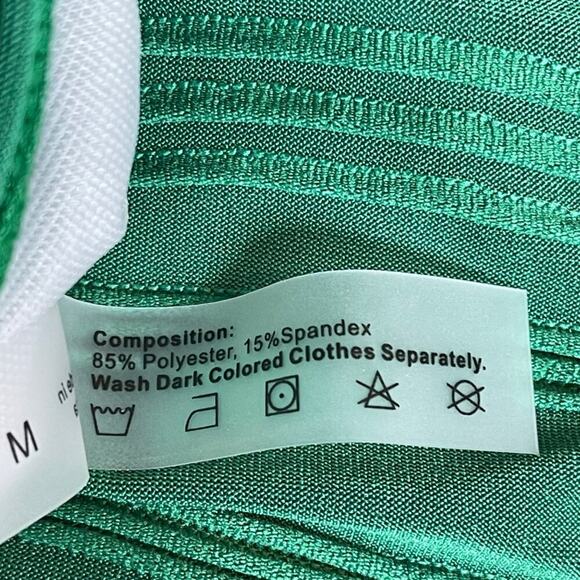 Composition:
85% Polyester, 15%Spandex
Wash Dark Colored Clothes Separately.
M